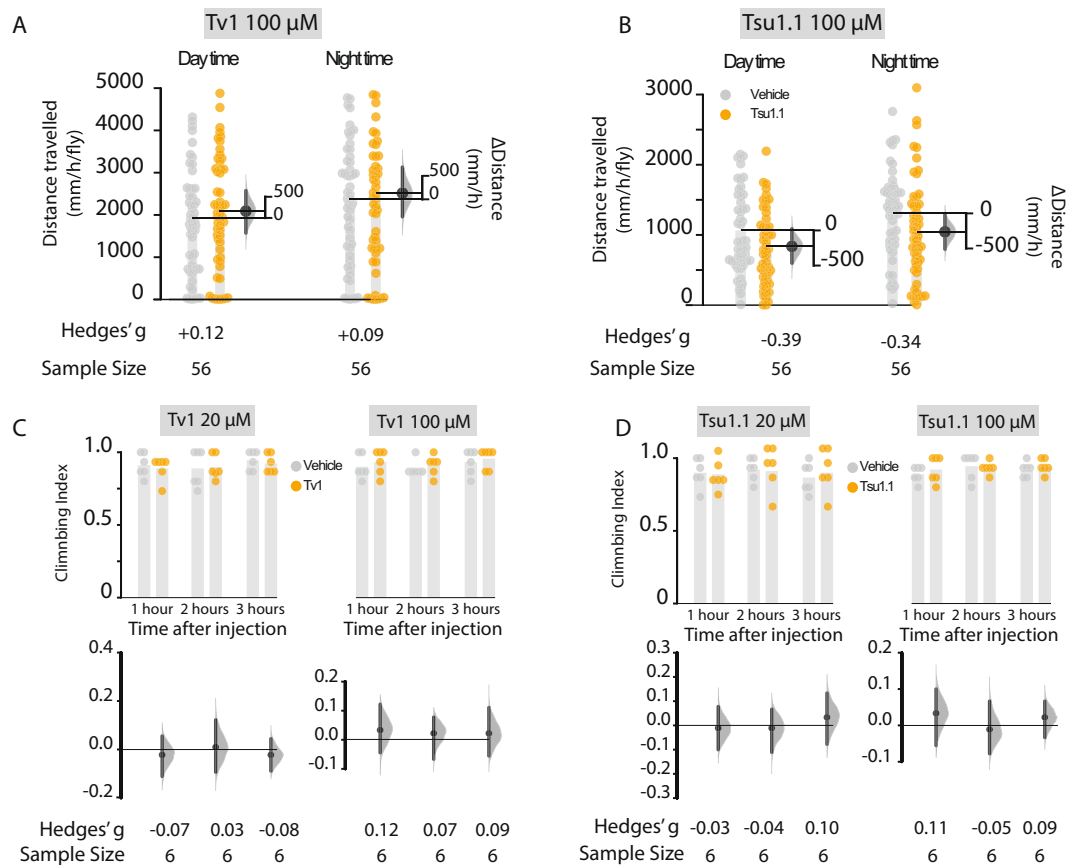 A
Tv1 100 µM
Day time
Night time
Distance travelled
(mm/h/fly)
5000
4000
3000
2000
1000
0
500
0
500
0
ΔDistance
(mm/h)
Hedges’ g
+0.12
+0.09
Sample Size
56
56
B
Tsu1.1 100 µM
Day time
Night time
Vehicle
Tsu1.1
Distance travelled
(mm/h/fly)
3000
2000
1000
0
0
-500
0
-500
ΔDistance
(mm/h)
Hedges’ g
-0.39
-0.34
Sample Size
56
56
C
Tv1 20 µM
Tv1 100 µM
Climnbing Index
1.0
0.5
0
Vehicle
Tv1
1 hour 2 hours 3 hours
Time after injection
1 hour 2 hours 3 hours
Time after injection
0.4
0.2
0.0
-0.2
0.2
0.1
0.0
-0.1
Hedges’ g
-0.07 0.03 -0.08
0.12 0.07 0.09
Sample Size
6 6 6
6 6 6
D
Tsu1.1 20 µM
Tsu1.1 100 µM
Climnbing Index
1.0
0.5
0
Vehicle
Tsu1.1
1 hour 2 hours 3 hours
Time after injection
1 hour 2 hours 3 hours
Time after injection
0.3
0.2
0.1
0.0
-0.1
-0.2
-0.3
0.2
0.1
0.0
-0.1
Hedges’ g
-0.03 -0.04 0.10
0.11 -0.05 0.09
Sample Size
6 6 6
6 6 6